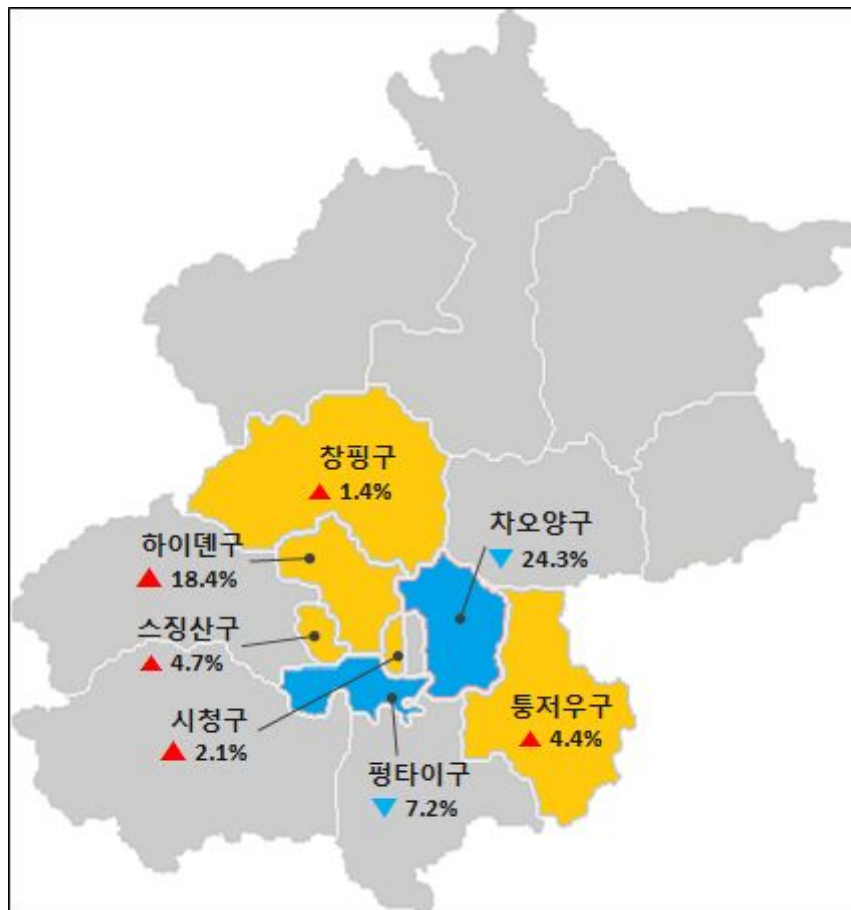 창핑구
▲ 1.4%
차오양구
▼ 24.3%
하이뎬구
▲ 18.4%
스징산구
▲ 4.7%
시청구
▲ 2.1%
퉁저우구
▲ 4.4%
펑타이구
▼ 7.2%